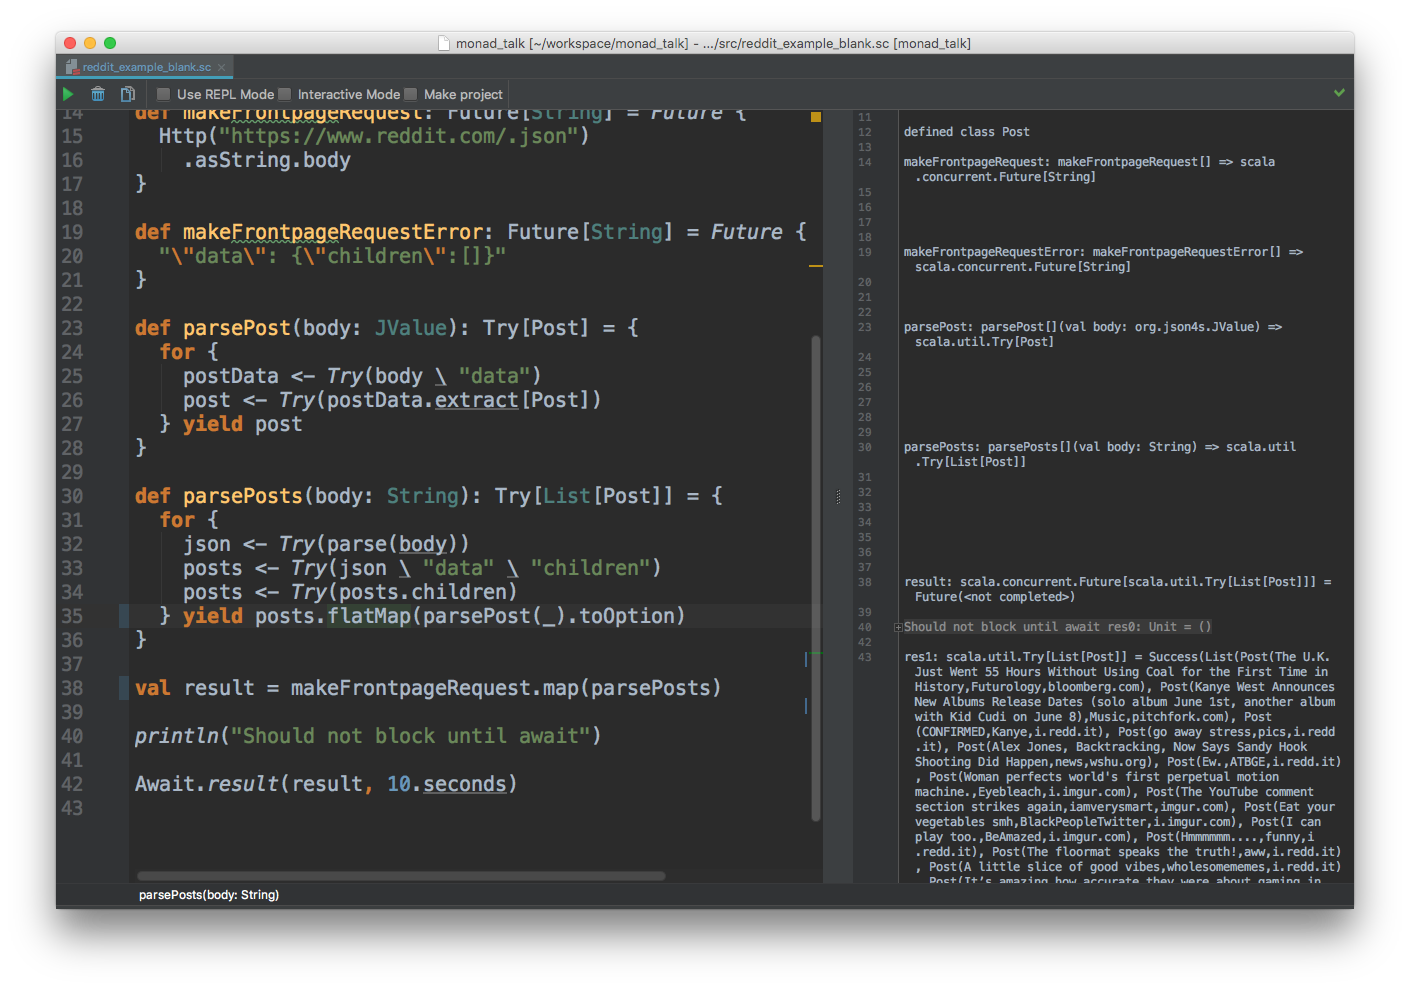 monad_talk [~/workspace/monad_talk] - .../src/reddit_example_blank.sc [monad_talk]
reddit_example_blank.sc
Use REPL Mode Interactive Mode Make project
14 def makeFrontpageRequest: Future[String] = Future {
15 Http("https://www.reddit.com/.json")
16 .asString.body
17 }
18
19 def makeFrontpageRequestError: Future[String] = Future {
20 "\"data\": {\"children\":[]}"
21 }
22
23 def parsePost(body: JValue): Try[Post] = {
24 for {
25 postData <- Try(body \ "data")
26 post <- Try(postData.extract[Post])
27 } yield post
28 }
29
30 def parsePosts(body: String): Try[List[Post]] = {
31 for {
32 json <- Try(parse(body))
33 posts <- Try(json \ "data" \ "children")
34 posts <- Try(posts.children)
35 } yield posts.flatMap(parsePost(_).toOption)
36 }
37
38 val result = makeFrontpageRequest.map(parsePosts)
39
40 println("Should not block until await")
41
42 Await.result(result, 10.seconds)
43
11
12 defined class Post
13
14 makeFrontpageRequest: makeFrontpageRequest[] => scala
.concurrent.Future[String]
15
16
17
18
19 makeFrontpageRequestError: makeFrontpageRequestError[] =>
scala.concurrent.Future[String]
20
21
22
23 parsePost: parsePost[](val body: org.json4s.JValue) =>
scala.util.Try[Post]
24
25
26
27
28
29
30 parsePosts: parsePosts[](val body: String) => scala.util
.Try[List[Post]]
31
32
33
34
35
36
37
38 result: scala.concurrent.Future[scala.util.Try[List[Post]]] =
Future(<not completed>)
39
40 Should not block until await res0: Unit = ()
42
43 res1: scala.util.Try[List[Post]] = Success(List(Post(The U.K.
Just Went 55 Hours Without Using Coal for the First Time in
History,Futurology,bloomberg.com), Post(Kanye West Announces
New Albums Release Dates (solo album June 1st, another album
with Kid Cudi on June 8),Music,pitchfork.com), Post
(CONFIRMED,Kanye,i.redd.it), Post(go away stress,pics,i.redd
.it), Post(Alex Jones, Backtracking, Now Says Sandy Hook
Shooting Did Happen,news,wshu.org), Post(Ew.,ATBGE,i.redd.it)
, Post(Woman perfects world's first perpetual motion
machine.,Eyebleach,i.imgur.com), Post(The YouTube comment
section strikes again,iamverysmart,imgur.com), Post(Eat your
vegetables smh,BlackPeopleTwitter,i.imgur.com), Post(I can
play too.,BeAmazed,i.imgur.com), Post(Hmmmmmm....,funny,i
.redd.it), Post(The floormat speaks the truth!,aww,i.redd.it)
, Post(A little slice of good vibes,wholesomememes,i.redd.it)
, Post(It's amazing how accurate they were about gaming in
parsePosts(body: String)